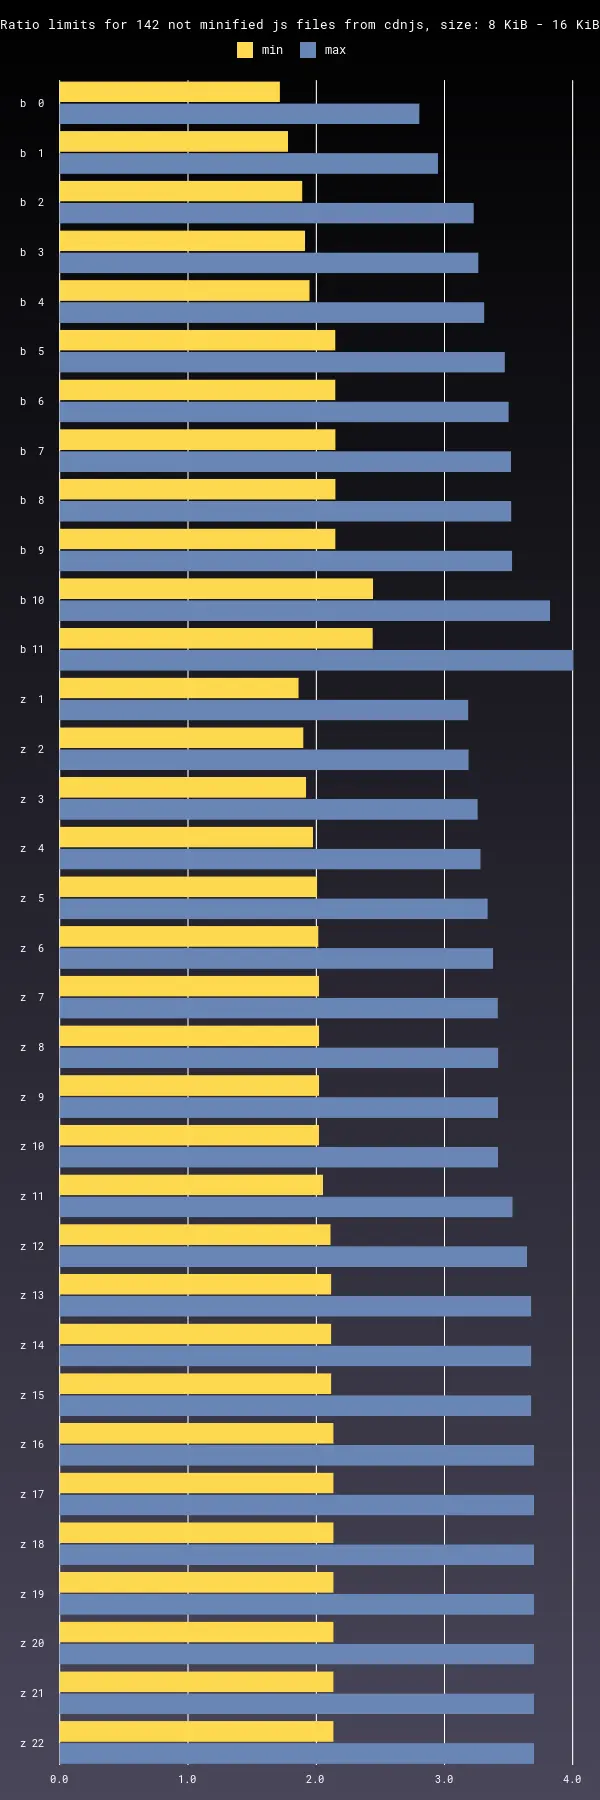 Ratio limits for 142 not minified js files from cdnjs, size: 8 KiB - 16 KiB
min max
b 0
b 1
b 2
b 3
b 4
b 5
b 6
b 7
b 8
b 9
b 10
b 11
z 1
z 2
z 3
z 4
z 5
z 6
z 7
z 8
z 9
z 10
z 11
z 12
z 13
z 14
z 15
z 16
z 17
z 18
z 19
z 20
z 21
z 22
0.0 1.0 2.0 3.0 4.0